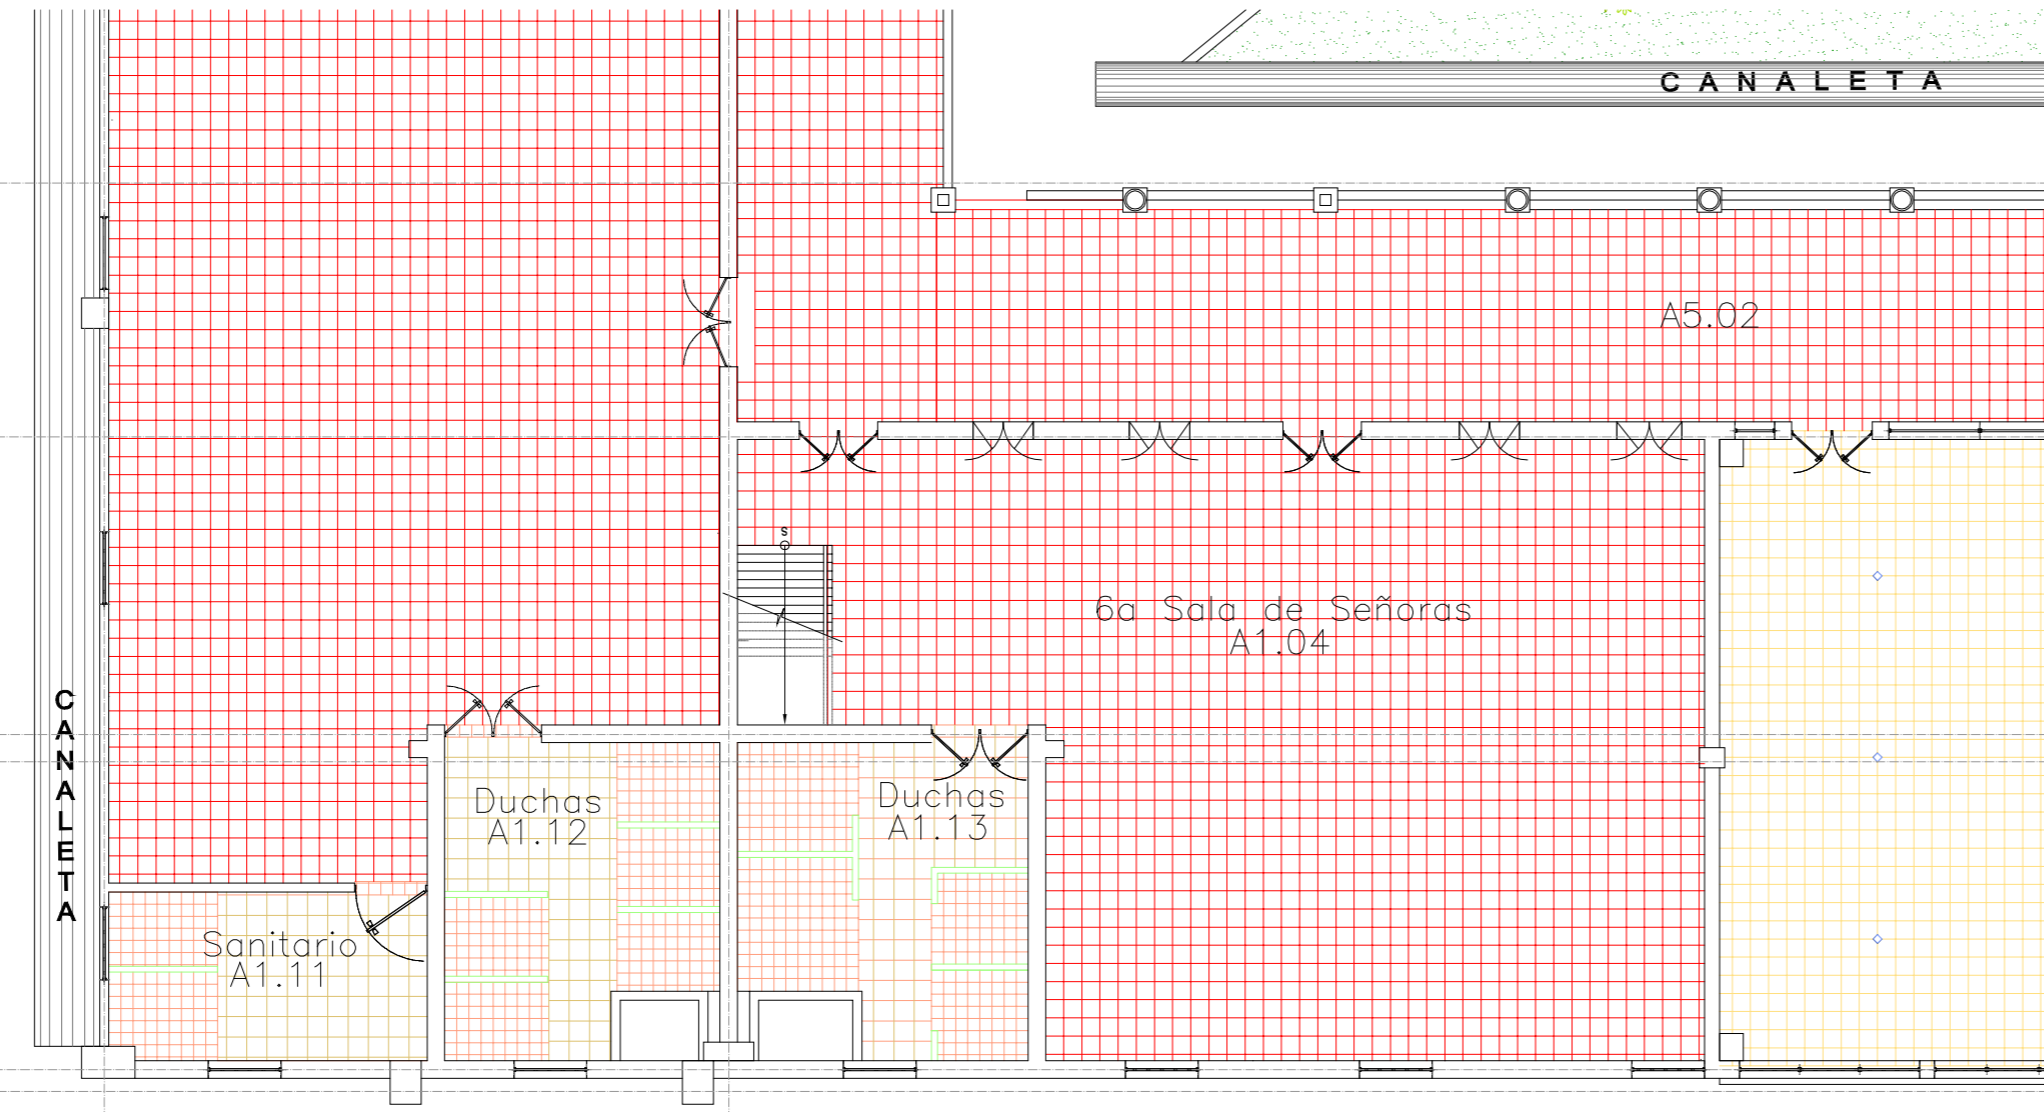 C A N A L E T A
A5.02
S
6a Sala de Señoras
A1.04
CANALETA
Duchas
A1.12
Duchas
A1.13
Sanitario
A1.11